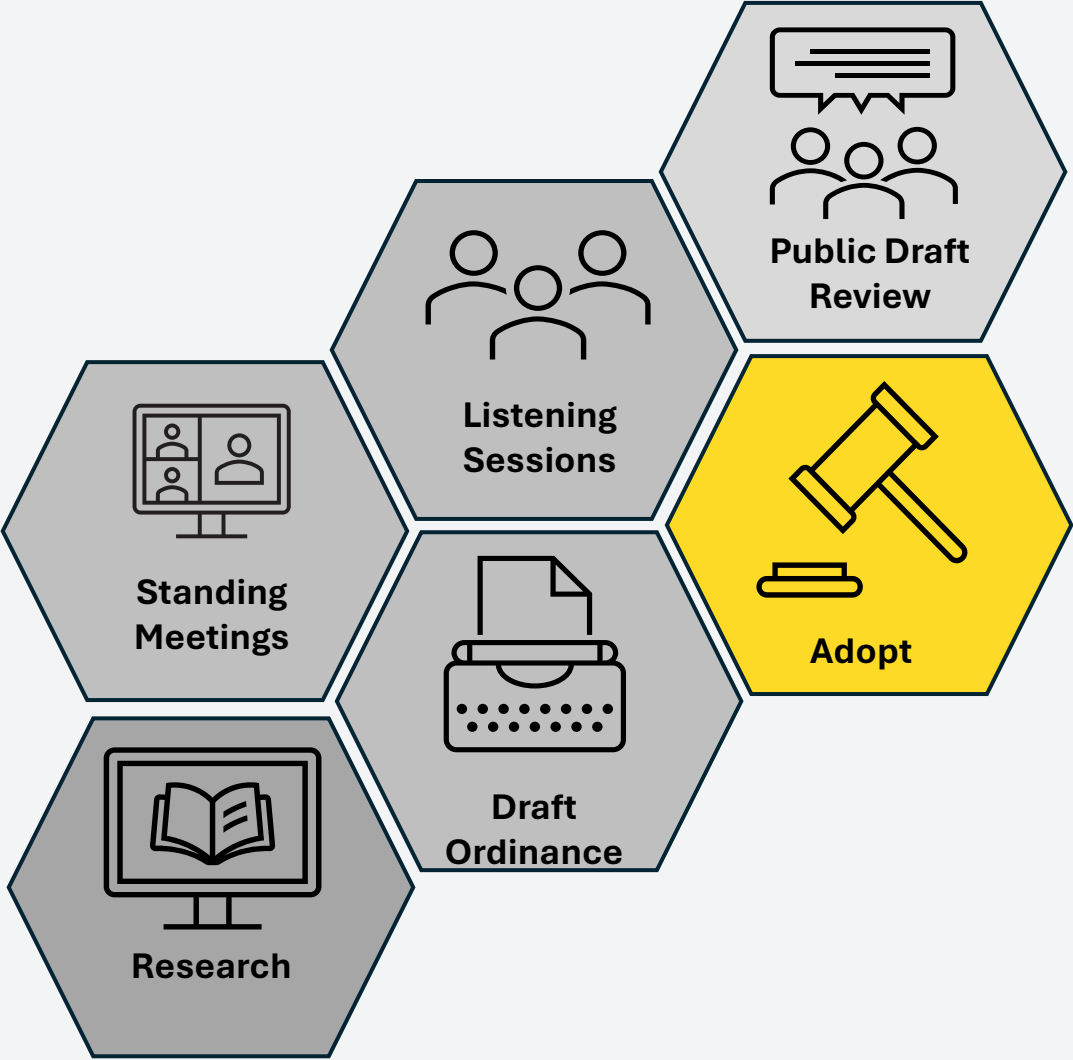 Public Draft
Review
Listening
Sessions
Standing
Meetings
Adopt
Draft
Ordinance
Research